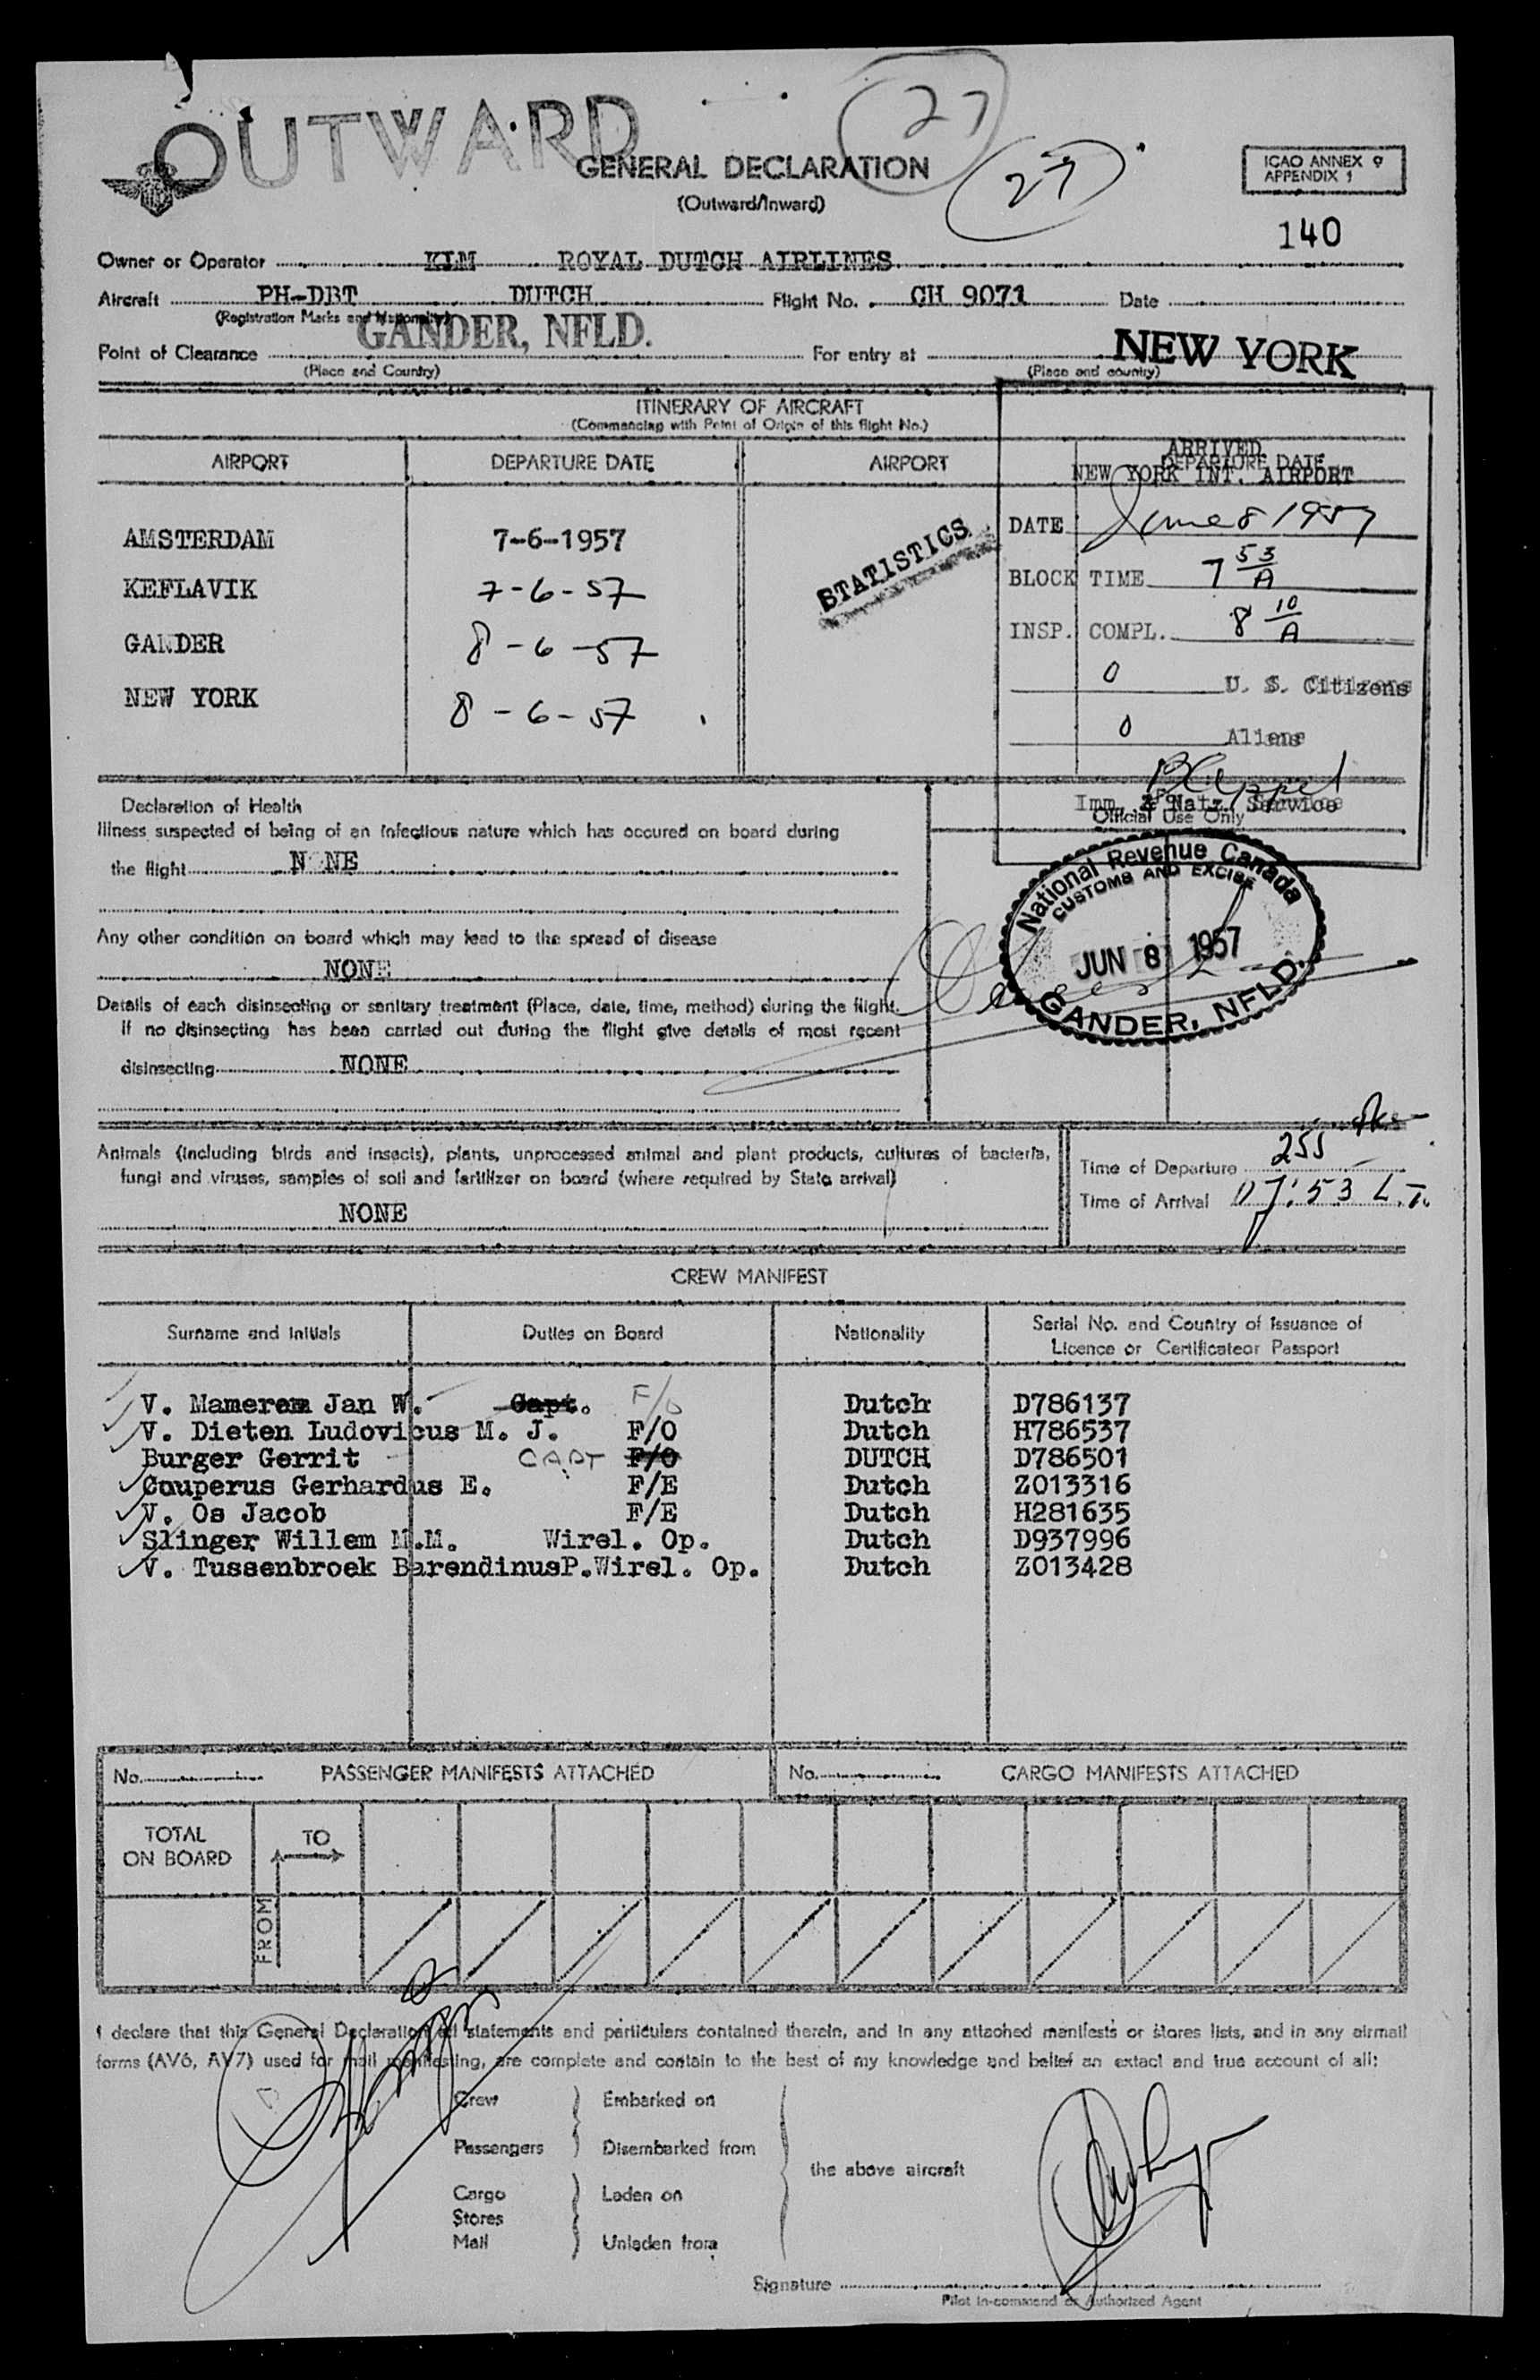 OUTWARD
27
27
GENERAL DECLARATION
(Outward/Inward)
ICAO ANNEX 9
APPENDIX 1
140
Owner or Operator KLM ROYAL DUTCH AIRLINES
Aircraft PH-DBT DUTCH Flight No. CH 9071 Date
(Registration Marks and Nationality)
GANDER, NFLD.
NEW YORK
Point of Clearance For entry at
(Place and Country) (Place and country)
ITINERARY OF AIRCRAFT
(Commencing with Point of Origin of this flight No.)
AIRPORT DEPARTURE DATE AIRPORT DEPARTURE DATE
ARRIVED
NEW YORK INT. AIRPORT
DATE June 8 1957
BLOCK TIME 7 53/A
INSP. COMPL. 8 10/A
0 U. S. Citizens
0 Aliens
Imm. & Natz. Service
STATISTICS
AMSTERDAM 7-6-1957
KEFLAVIK 7-6-57
GANDER 8-6-57
NEW YORK 8-6-57
Declaration of Health
Official Use Only
Illness suspected of being of an infectious nature which has occured on board during
the flight NONE
Any other condition on board which may lead to the spread of disease
NONE
National Revenue Canada
CUSTOMS AND EXCISE
JUN 8 1957
GANDER, NFLD.
Details of each disinsecting or sanitary treatment (Place, date, time, method) during the flight.
If no disinsecting has been carried out during the flight give details of most recent
disinsecting NONE
Animals (including birds and insects), plants, unprocessed animal and plant products, cultures of bacteria,
fungi and viruses, samples of soil and fertilizer on board (where required by State arrival)
NONE
Time of Departure 255
Time of Arrival 07:53 L.T.
CREW MANIFEST
Surname and Initials Duties on Board Nationality Serial No. and Country of Issuance of
Licence or Certificateor Passport
V. Mameren Jan W. Capt. F/O Dutch D786137
V. Dieten Ludovicus M. J. F/O Dutch H786537
Burger Gerrit CAPT F/O DUTCH D786501
Couperus Gerhardus E. F/E Dutch Z013316
V. Os Jacob F/E Dutch H281635
Slinger Willem M.M. Wirel. Op. Dutch D937996
V. Tussenbroek BarendinusP.Wirel. Op. Dutch Z013428
No. PASSENGER MANIFESTS ATTACHED No. CARGO MANIFESTS ATTACHED
TOTAL
ON BOARD
TO
FROM
I declare that this General Declaration all statements and particulars contained therein, and in any attached manifests or stores lists, and in any airmail
forms (AV6, AV7) used for mail manifesting, are complete and contain to the best of my knowledge and belief an extact and true account of all:
Crew Embarked on
Passengers Disembarked from
the above aircraft
Cargo Laden on
Stores
Mail Unladen from
Signature
Pilot in-command or Authorized Agent